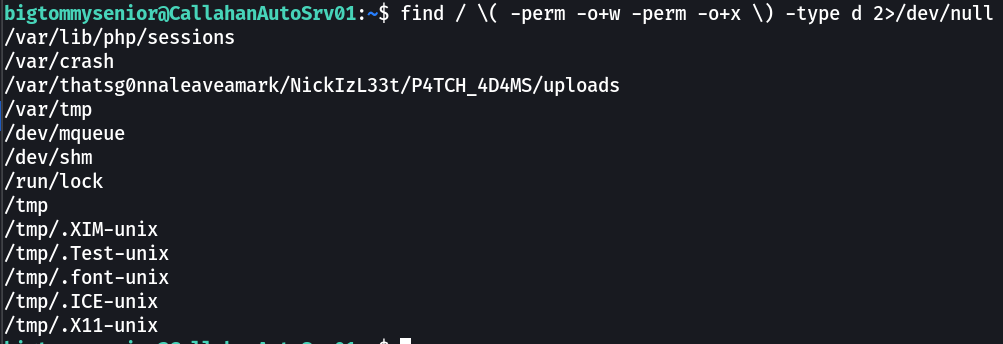 bigtommysenior@CallahanAutoSrv01:~$ find / \( -perm -o+w -perm -o+x \) -type d 2>/dev/null
/var/lib/php/sessions
/var/crash
/var/thatsg0nnaleaveamark/NickIzL33t/P4TCH_4D4MS/uploads
/var/tmp
/dev/mqueue
/dev/shm
/run/lock
/tmp
/tmp/.XIM-unix
/tmp/.Test-unix
/tmp/.font-unix
/tmp/.ICE-unix
/tmp/.X11-unix
bigtommysenior@CallahanAutoSrv01:~$